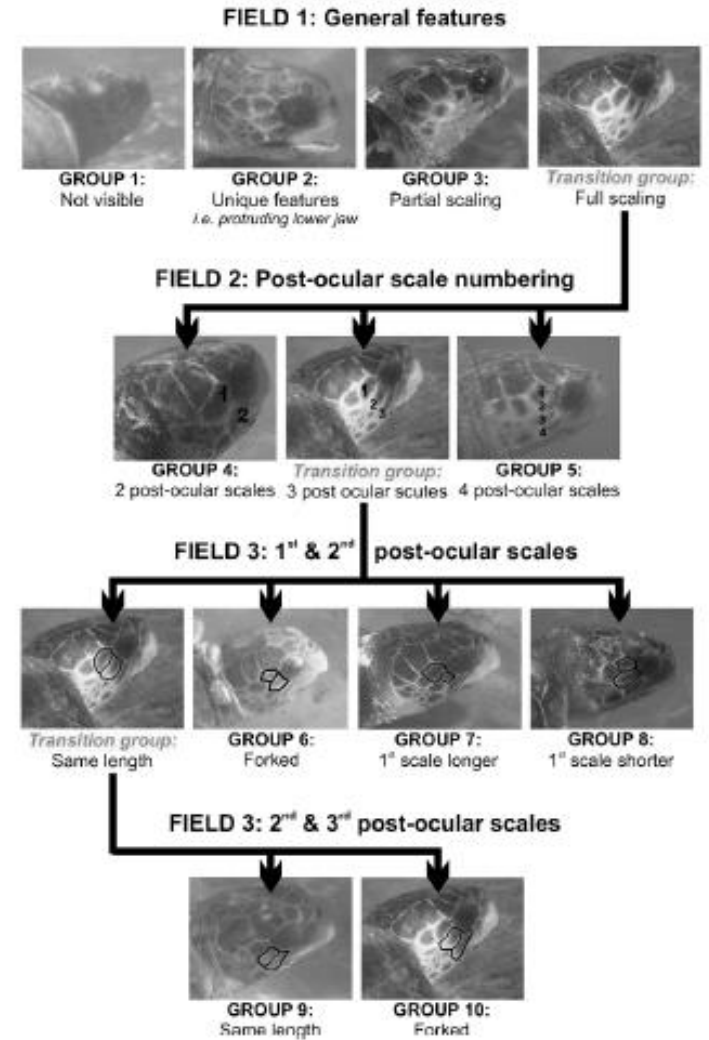 FIELD 1: General features
GROUP 1:
Not visible
GROUP 2:
Unique features
i.e. protruding lower jaw
GROUP 3:
Partial scaling
Transition group:
Full scaling
FIELD 2: Post-ocular scale numbering
1
2
1
2
3
4
GROUP 4:
2 post-ocular scales
Transition group:
3 post ocular scutes
GROUP 5:
4 post-ocular scales
FIELD 3: 1st & 2nd post-ocular scales
Transition group:
Same length
GROUP 6:
Forked
GROUP 7:
1st scale longer
GROUP 8:
1st scale shorter
FIELD 3: 2nd & 3rd post-ocular scales
GROUP 9:
Same length
GROUP 10:
Forked